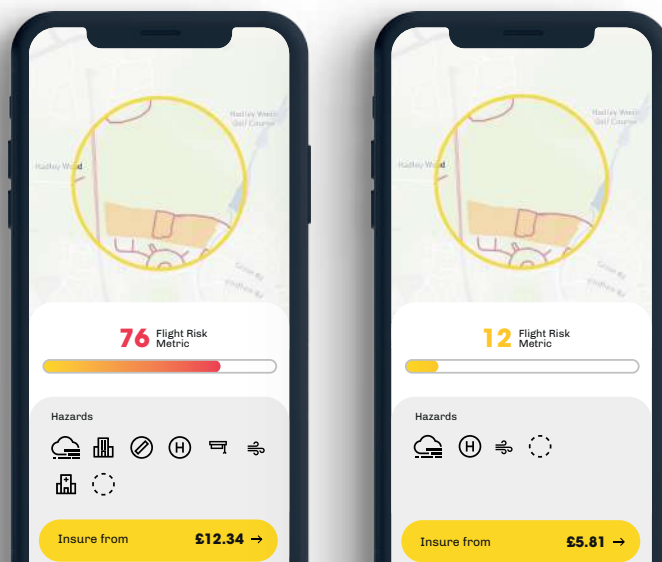 Hadley Wood
Golf Course
Hadley Wood
76 Flight Risk
Metric
Hazards
H
Insure from £12.34 →
Hadley Wood
Golf Course
Hadley Wood
12 Flight Risk
Metric
Hazards
H
Insure from £5.81 →